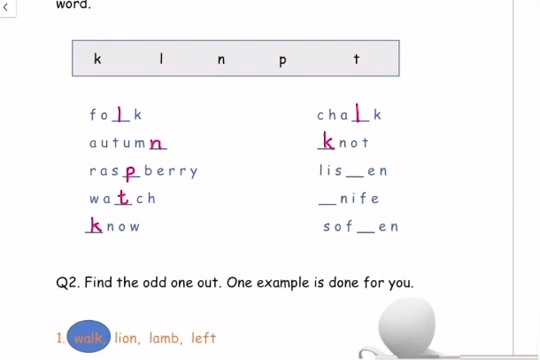 word.
k l n p t
fo l k
cha l k
autum n
k not
ras p berry
lis__en
wa t ch
__nife
k now
sof__en
Q2. Find the odd one out. One example is done for you.
1. walk, lion, lamb, left